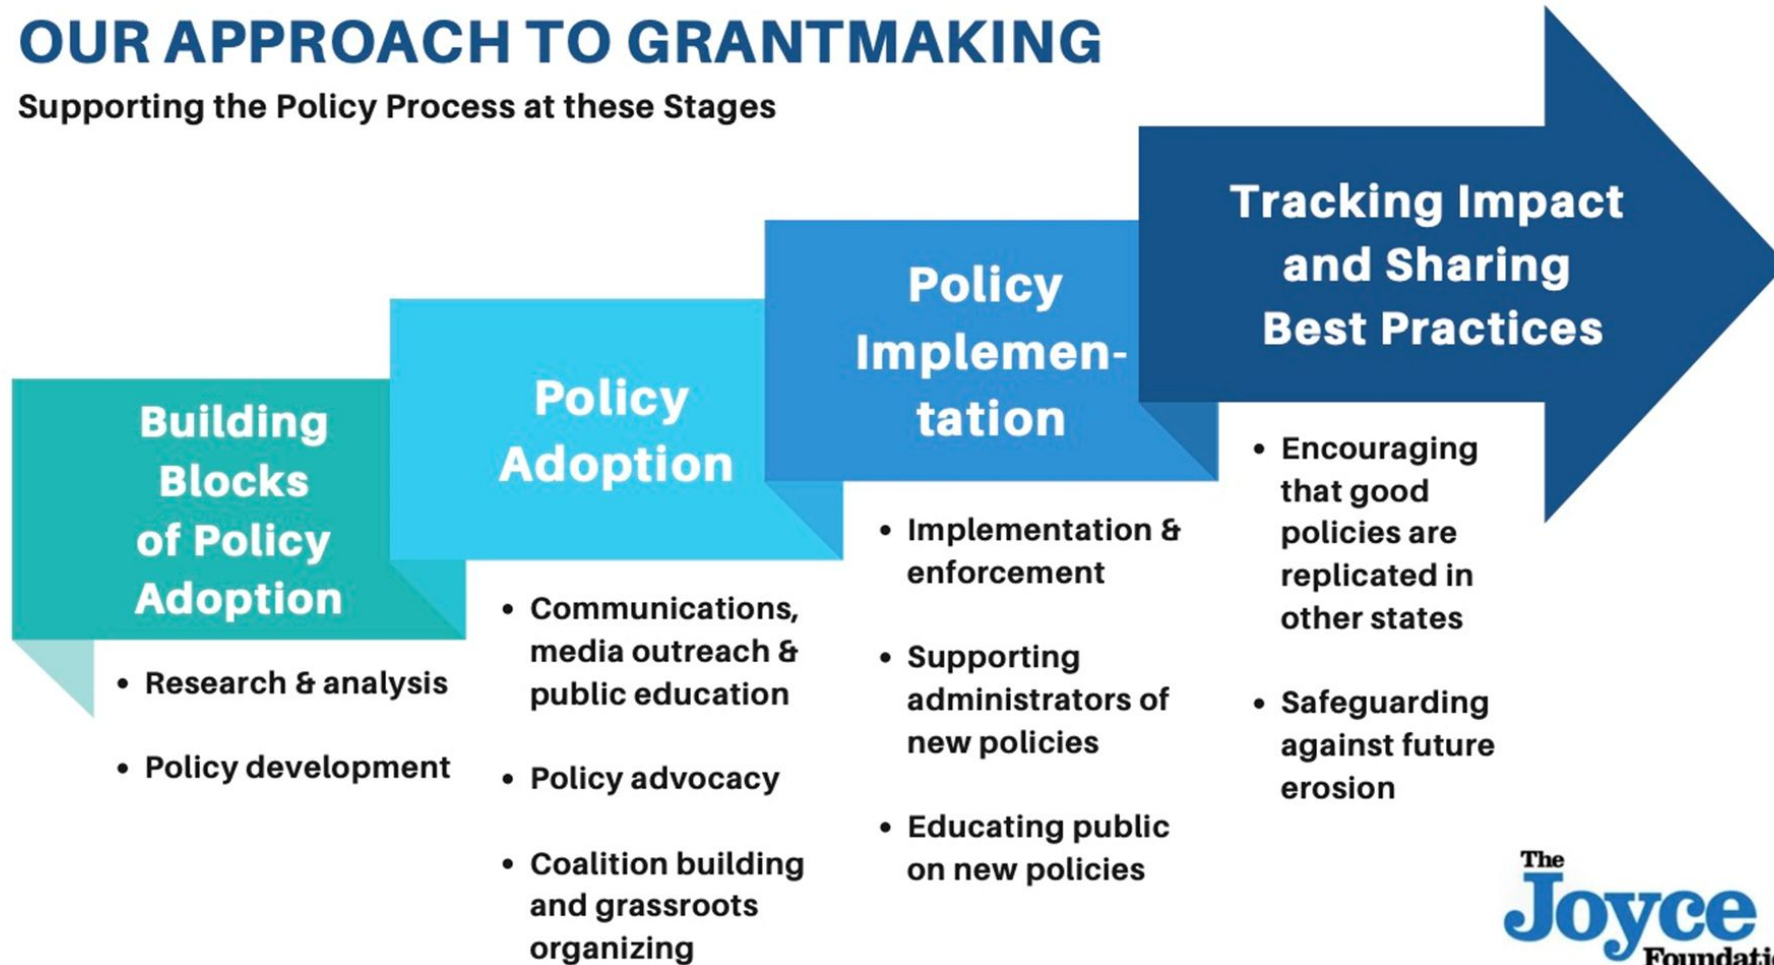 OUR APPROACH TO GRANTMAKING
Supporting the Policy Process at these Stages
Building
Blocks
of Policy
Adoption
• Research & analysis
• Policy development
Policy
Adoption
• Communications,
media outreach &
public education
• Policy advocacy
• Coalition building
and grassroots
organizing
Policy
Implemen-
tation
• Implementation &
enforcement
• Supporting
administrators of
new policies
• Educating public
on new policies
Tracking Impact
and Sharing
Best Practices
• Encouraging
that good
policies are
replicated in
other states
• Safeguarding
against future
erosion
The
Joyce